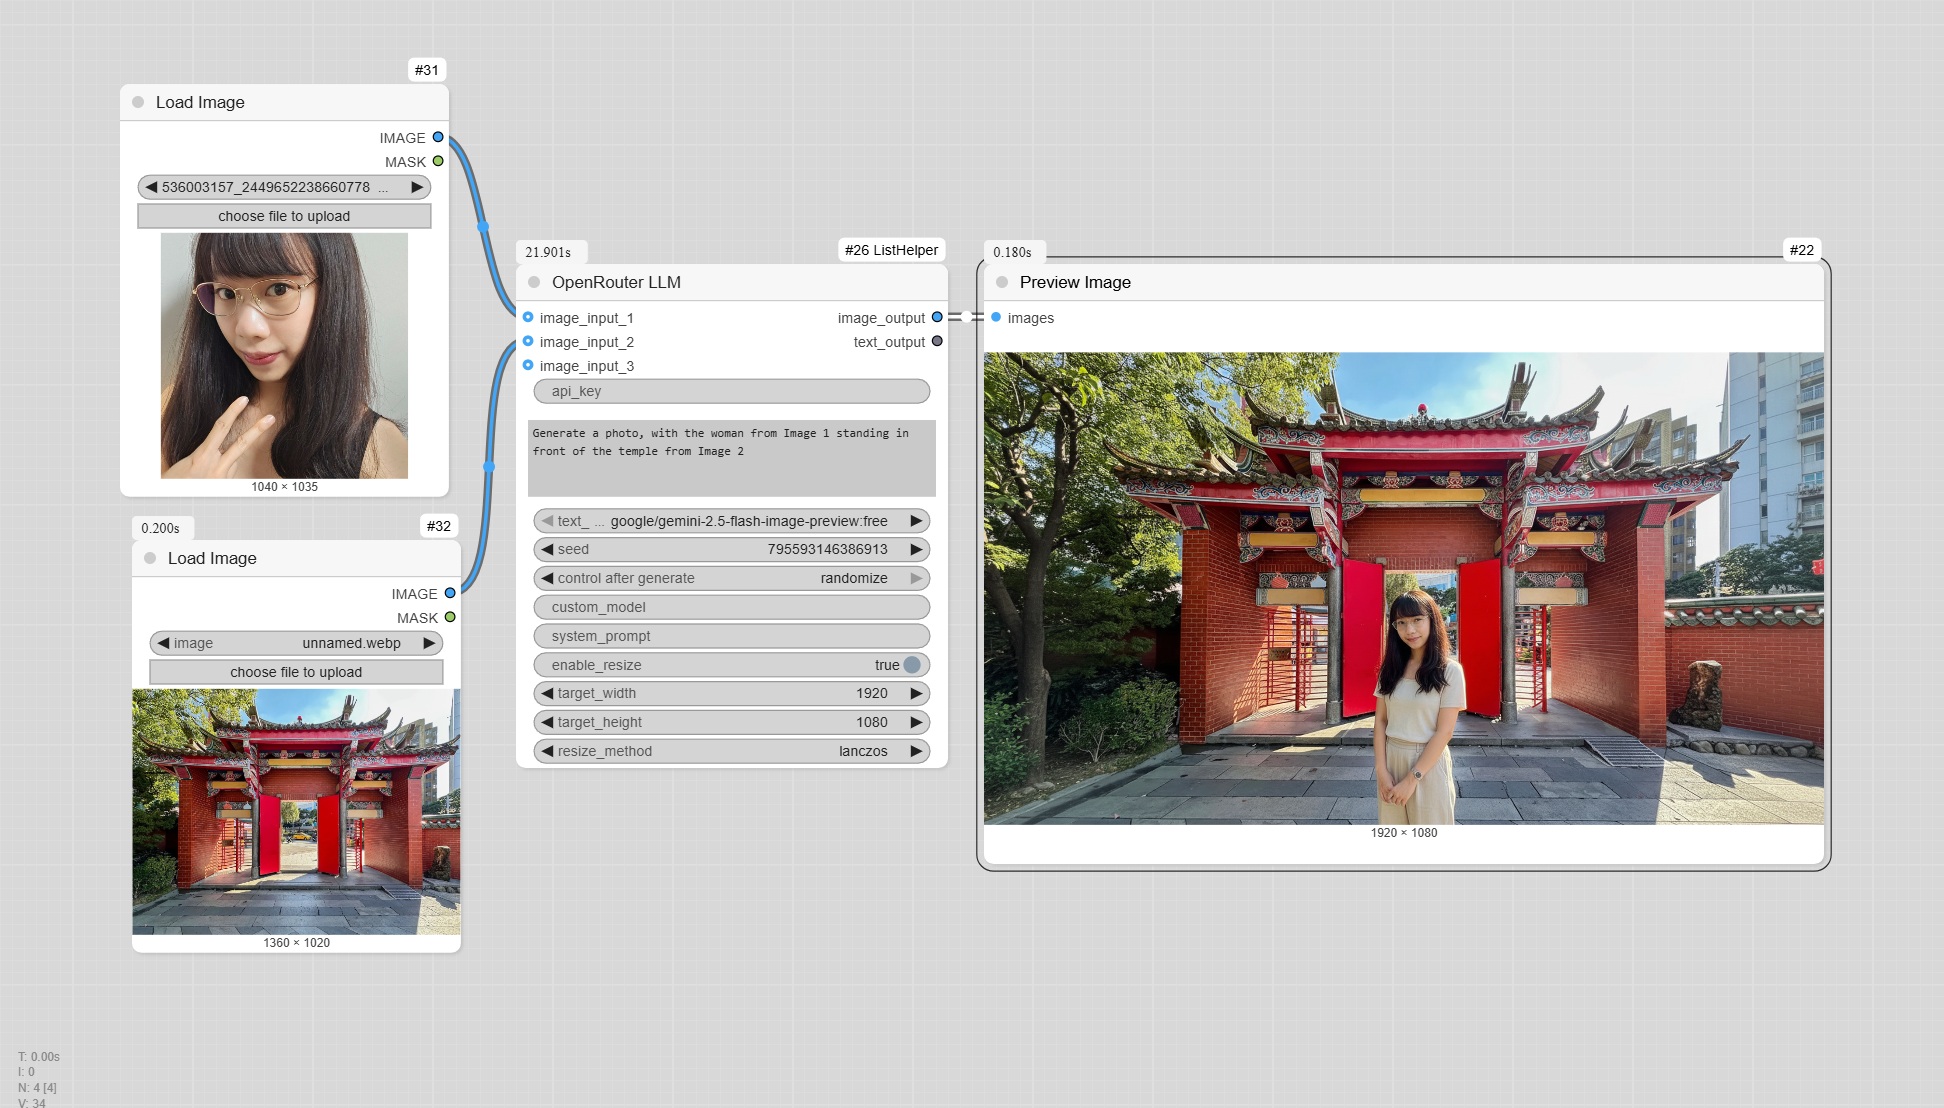 #31
Load Image
IMAGE
MASK
536003157_2449652238660778 ...
choose file to upload
1040 × 1035
0.200s
#32
Load Image
IMAGE
MASK
image unnamed.webp
choose file to upload
1360 × 1020
21.901s
#26 ListHelper
OpenRouter LLM
image_input_1 image_output
image_input_2 text_output
image_input_3
api_key
Generate a photo, with the woman from Image 1 standing in
front of the temple from Image 2
text_ ... google/gemini-2.5-flash-image-preview:free
seed 795593146386913
control after generate randomize
custom_model
system_prompt
enable_resize true
target_width 1920
target_height 1080
resize_method lanczos
0.180s
#22
Preview Image
images
1920 × 1080
T: 0.00s
I: 0
N: 4 [4]
V: 34